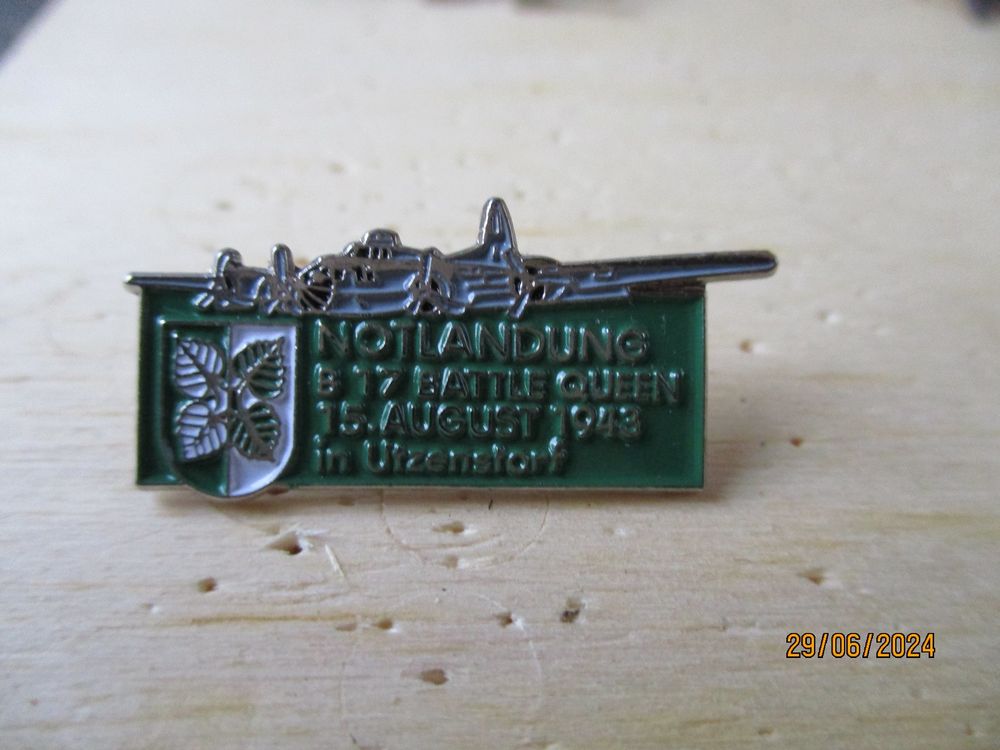 NOTLANDUNG
B 17 BATTLE QUEEN
15. AUGUST 1943
in Utzenstorf
29/06/2024